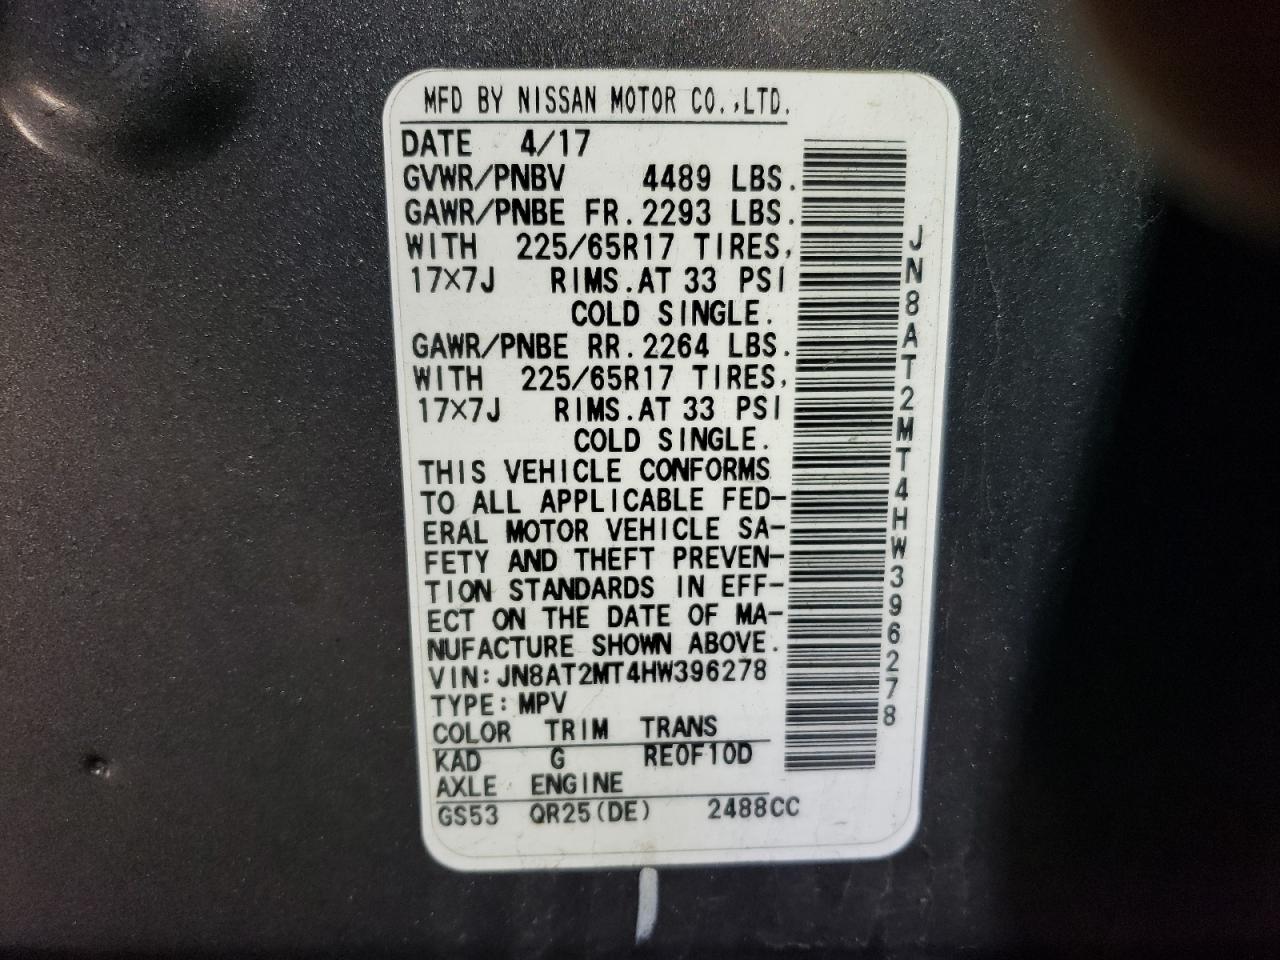 MFD BY NISSAN MOTOR CO.,LTD.
DATE 4/17
GVWR/PNBV 4489 LBS.
GAWR/PNBE FR.2293 LBS.
WITH 225/65R17 TIRES,
17×7J RIMS.AT 33 PSI
COLD SINGLE.
GAWR/PNBE RR.2264 LBS.
WITH 225/65R17 TIRES,
17×7J RIMS.AT 33 PSI
COLD SINGLE.
THIS VEHICLE CONFORMS
TO ALL APPLICABLE FED-
ERAL MOTOR VEHICLE SA-
FETY AND THEFT PREVEN-
TION STANDARDS IN EFF-
ECT ON THE DATE OF MA-
NUFACTURE SHOWN ABOVE.
VIN:JN8AT2MT4HW396278
TYPE:MPV
COLOR TRIM TRANS
KAD G RE0F10D
AXLE ENGINE
GS53 QR25(DE) 2488CC
JN8AT2MT4HW396278